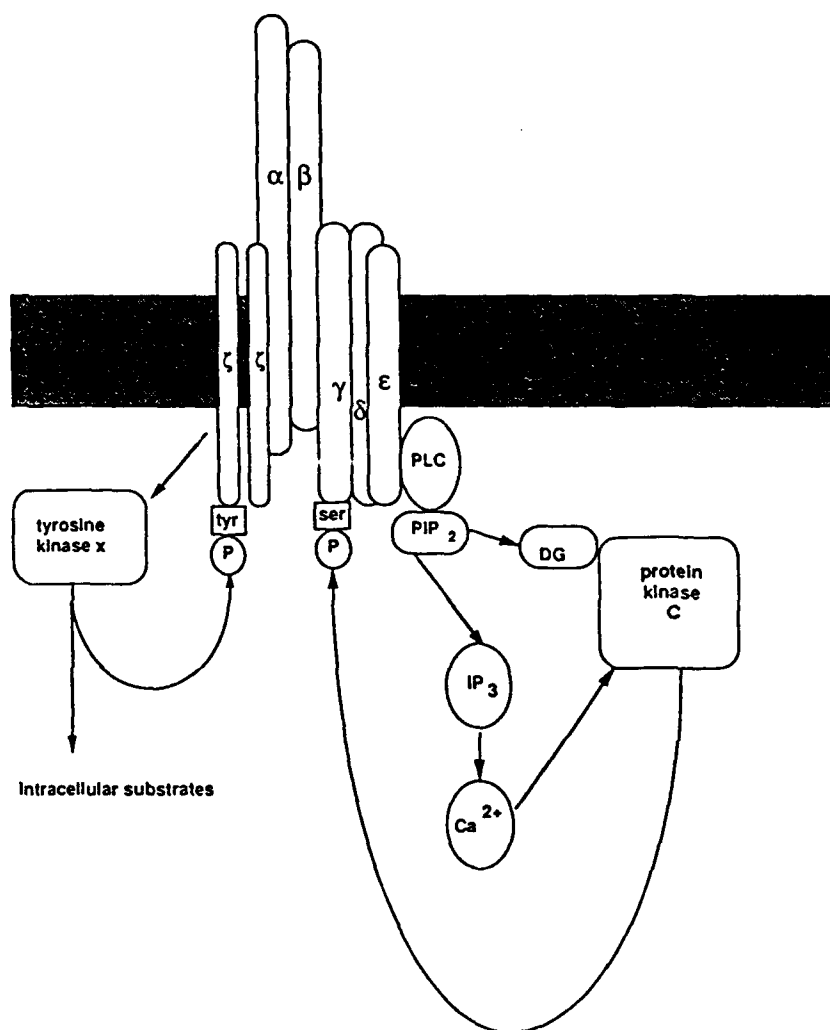 α β
ζ ζ
γ δ ε
PLC
tyrosine
kinase x
tyr
P
ser
P
PIP 2
DG
protein
kinase
C
IP 3
Ca 2+
Intracellular substrates